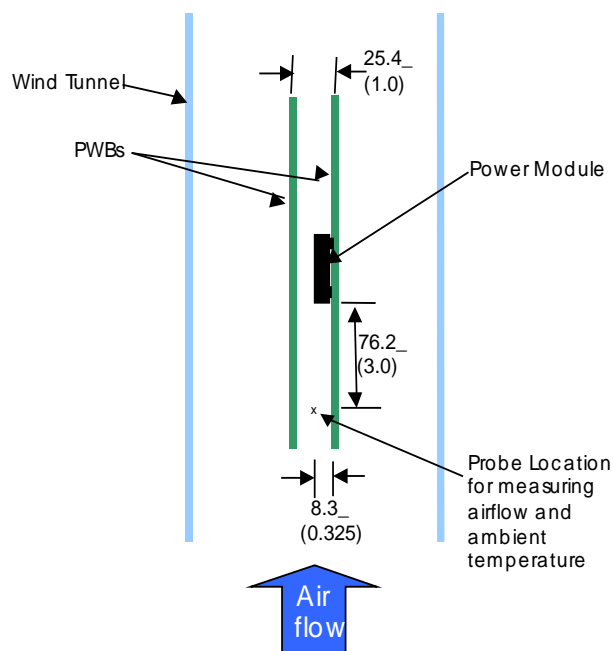 25.4_
(1.0)
Wind Tunnel
PWBs
Power Module
76.2_
(3.0)
x
Probe Location
for measuring
airflow and
ambient
temperature
8.3_
(0.325)
Air
flow